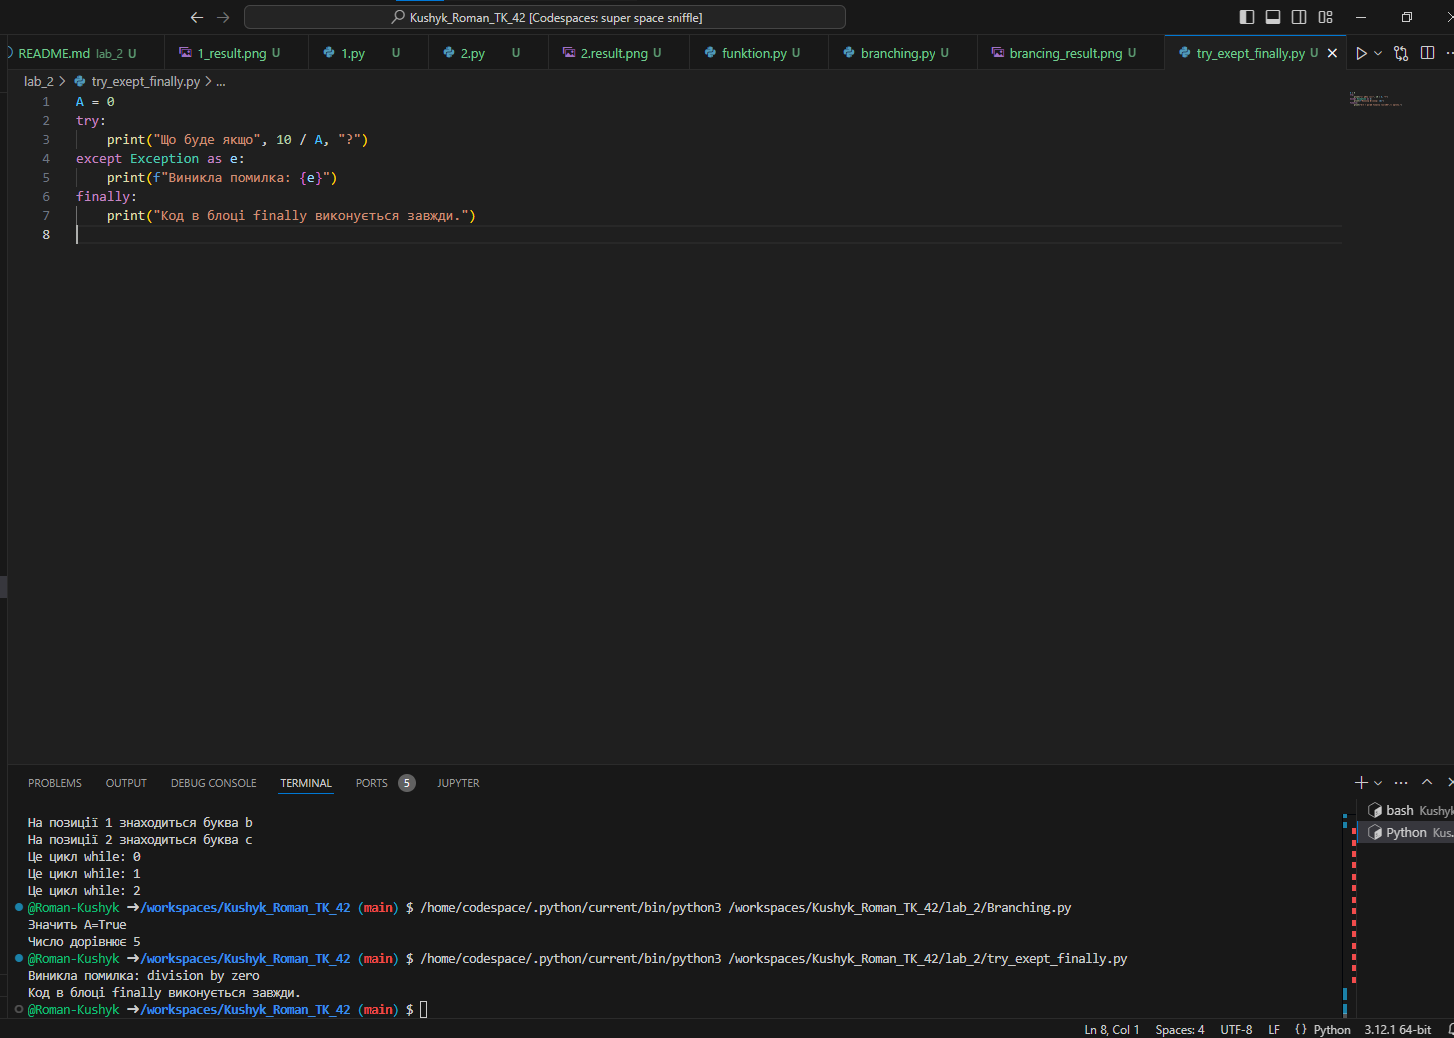 Kushyk_Roman_TK_42 [Codespaces: super space sniffle]
README.md lab_2 U 1_result.png U 1.py U 2.py U 2.result.png U funktion.py U branching.py U brancing_result.png U try_exept_finally.py U
lab_2 > try_exept_finally.py > ...
1 A = 0
2 try:
3 print("Що буде якщо", 10 / A, "?")
4 except Exception as e:
5 print(f"Виникла помилка: {e}")
6 finally:
7 print("Код в блоці finally виконується завжди.")
8
PROBLEMS OUTPUT DEBUG CONSOLE TERMINAL PORTS 5 JUPYTER
На позиції 1 знаходиться буква b
На позиції 2 знаходиться буква c
Це цикл while: 0
Це цикл while: 1
Це цикл while: 2
@Roman-Kushyk ➜/workspaces/Kushyk_Roman_TK_42 (main) $ /home/codespace/.python/current/bin/python3 /workspaces/Kushyk_Roman_TK_42/lab_2/Branching.py
Значить A=True
Число дорівнює 5
@Roman-Kushyk ➜/workspaces/Kushyk_Roman_TK_42 (main) $ /home/codespace/.python/current/bin/python3 /workspaces/Kushyk_Roman_TK_42/lab_2/try_exept_finally.py
Виникла помилка: division by zero
Код в блоці finally виконується завжди.
@Roman-Kushyk ➜/workspaces/Kushyk_Roman_TK_42 (main) $
bash Kushyk
Python Kus...
Ln 8, Col 1 Spaces: 4 UTF-8 LF {} Python 3.12.1 64-bit